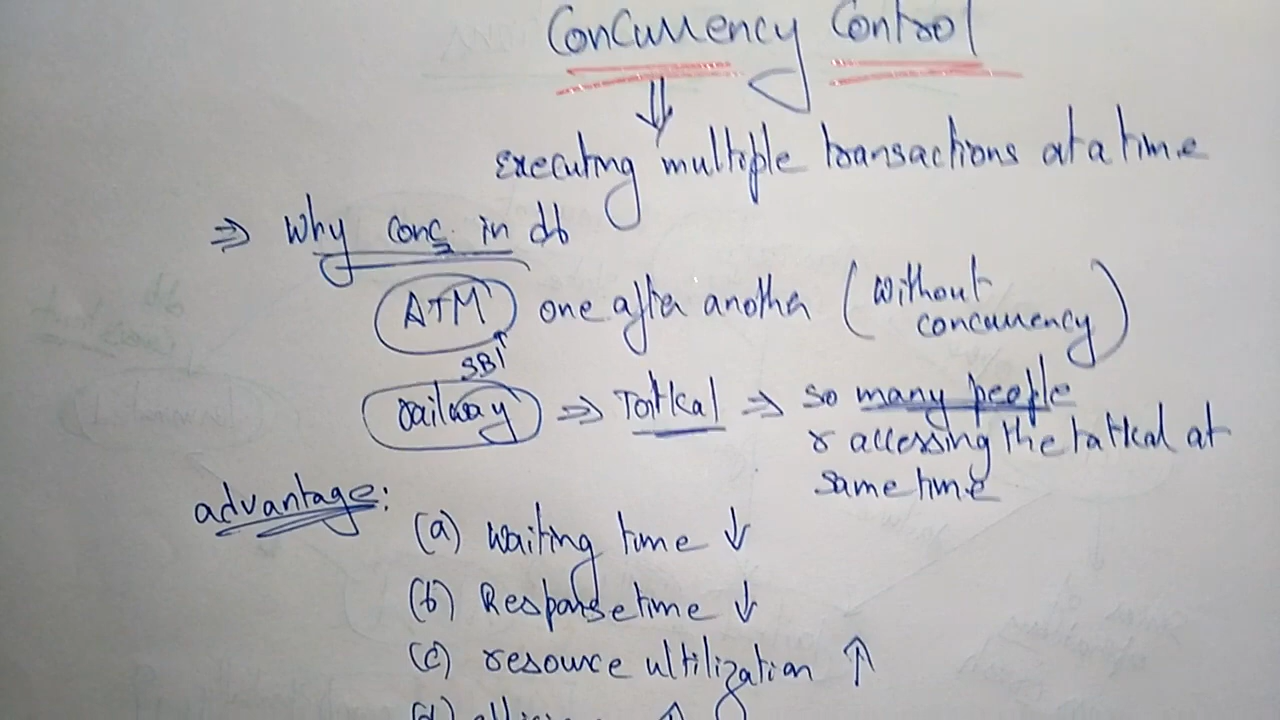 Concurrency Control
⇓
executing multiple transactions at a time
⇒ Why conc in db
ATM one after another (without
concurrency)
SBI
railway ⇒ Tatkal ⇒ so many people
r accessing the tatkal at
same time
advantage:
(a) waiting time ↓
(b) Response time ↓
(c) resource ultilization ↑
(d) ↑